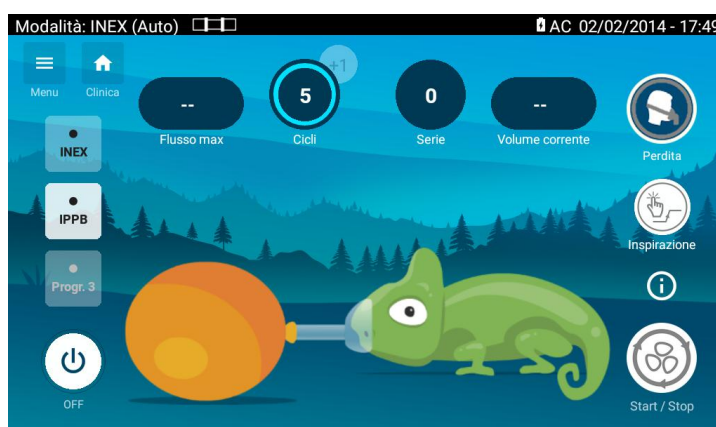 Modalità: INEX (Auto) AC 02/02/2014 - 17:49
Menu Clinica
-- 5 +1 0 --
Flusso max Cicli Serie Volume corrente
Perdita
INEX
IPPB
Inspirazione
Progr. 3
OFF
Start / Stop